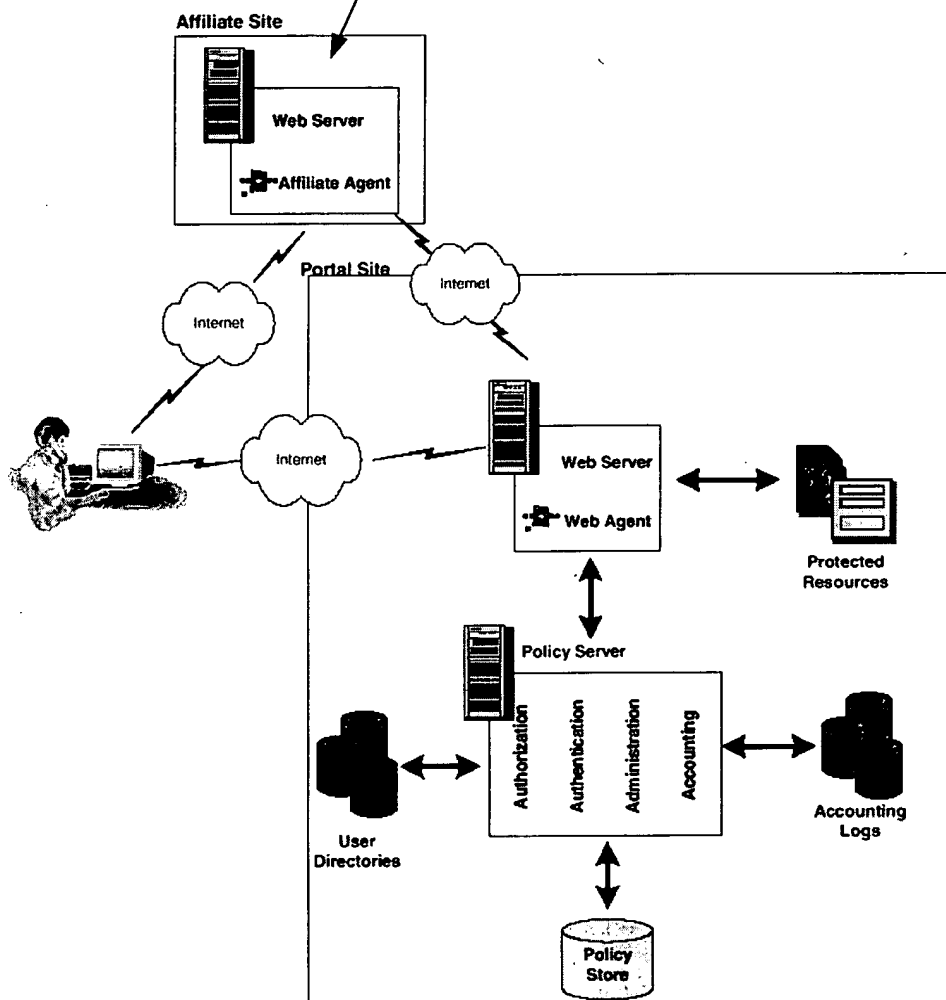 Affiliate Site
Web Server
Affiliate Agent
Portal Site
Internet
Internet
Internet
Web Server
Web Agent
Protected
Resources
Policy Server
Authorization
Authentication
Administration
Accounting
User
Directories
Accounting
Logs
Policy
Store